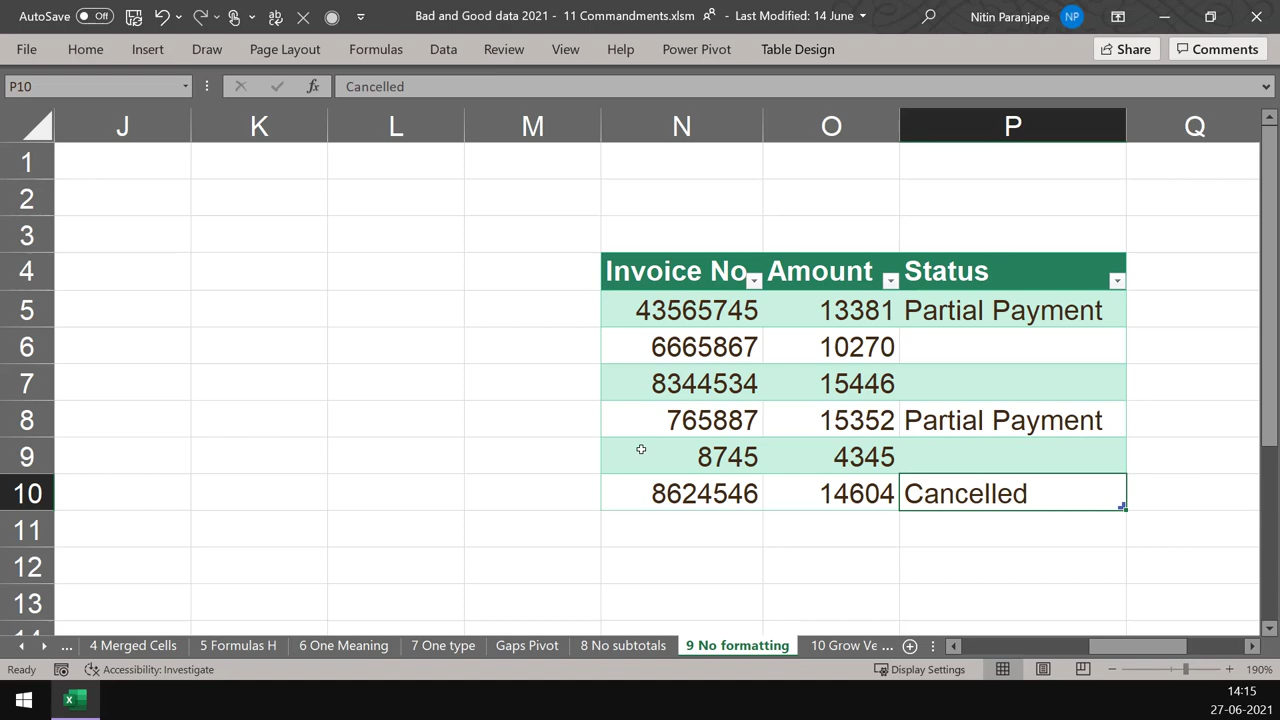 AutoSave Off Bad and Good data 2021 - 11 Commandments.xlsm - Last Modified: 14 June Nitin Paranjape NP
File Home Insert Draw Page Layout Formulas Data Review View Help Power Pivot Table Design Share Comments
P10 fx Cancelled
J K L M N O P Q
1
2
3
4 Invoice No Amount Status
5 43565745 13381 Partial Payment
6 6665867 10270
7 8344534 15446
8 765887 15352 Partial Payment
9 8745 4345
10 8624546 14604 Cancelled
11
12
13
14
... 4 Merged Cells 5 Formulas H 6 One Meaning 7 One type Gaps Pivot 8 No subtotals 9 No formatting 10 Grow Ve ...
Ready Accessibility: Investigate Display Settings 190%
14:15
27-06-2021